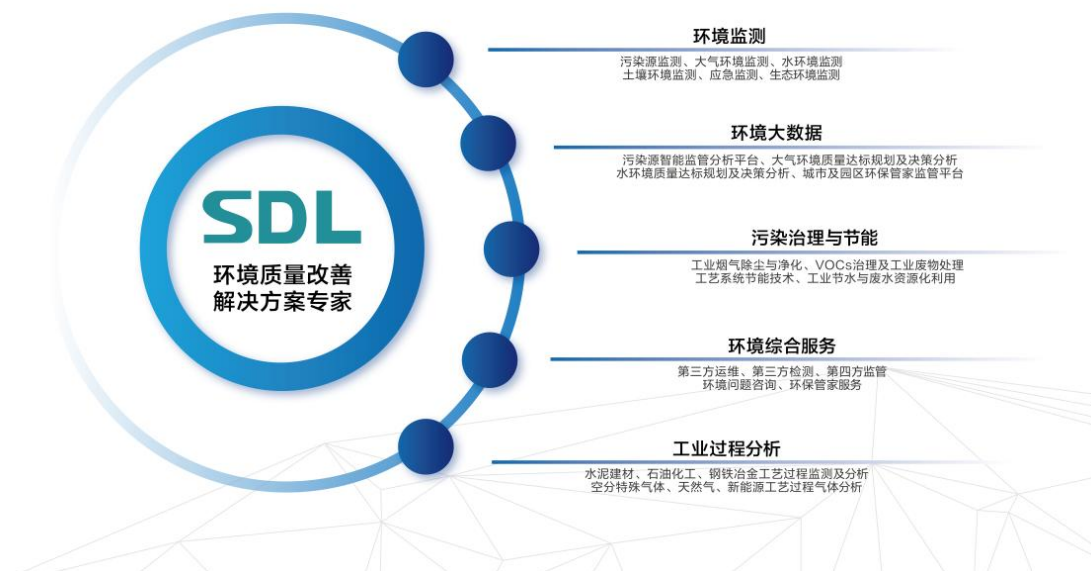 SDL
环境质量改善
解决方案专家
环境监测
污染源监测、大气环境监测、水环境监测
土壤环境监测、应急监测、生态环境监测
环境大数据
污染源智能监管分析平台、大气环境质量达标规划及决策分析
水环境质量达标规划及决策分析、城市及园区环保管家监管平台
污染治理与节能
工业烟气除尘与净化、VOCs治理及工业废物处理
工艺系统节能技术、工业节水与废水资源化利用
环境综合服务
第三方运维、第三方检测、第四方监管
环境问题咨询、环保管家服务
工业过程分析
水泥建材、石油化工、钢铁冶金工艺过程监测及分析
空分特殊气体、天然气、新能源工艺过程气体分析